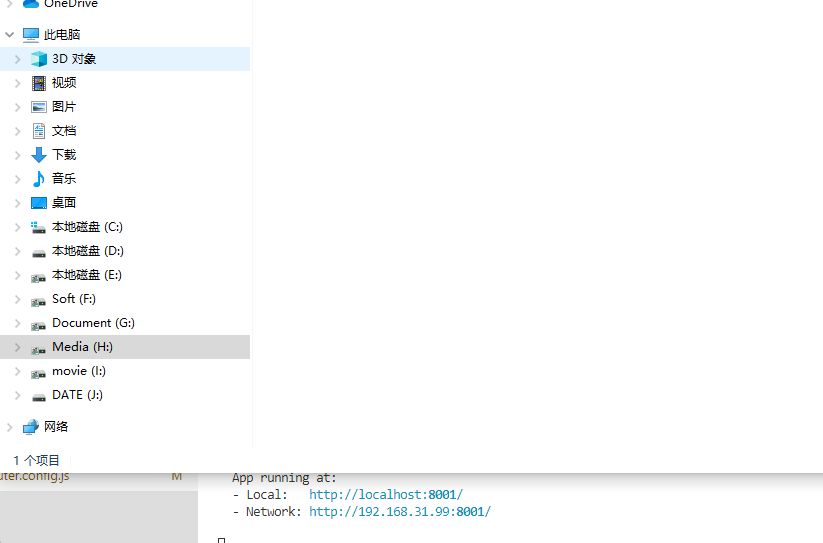 OneDrive
此电脑
3D 对象
视频
图片
文档
下载
音乐
桌面
本地磁盘 (C:)
本地磁盘 (D:)
本地磁盘 (E:)
Soft (F:)
Document (G:)
Media (H:)
movie (I:)
DATE (J:)
网络
1 个项目
uter.config.js M
App running at:
- Local: http://localhost:8001/
- Network: http://192.168.31.99:8001/